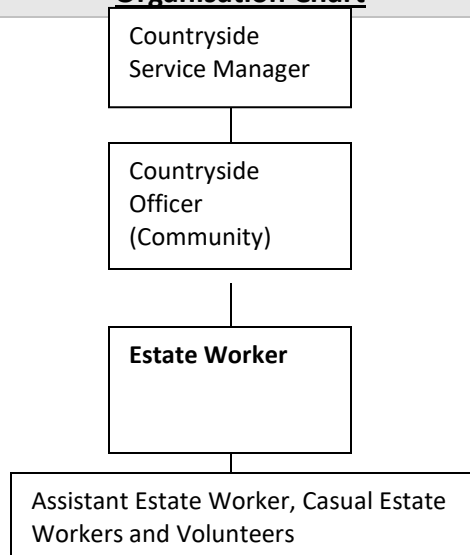 Organisation Chart
Countryside
Service Manager
Countryside
Officer
(Community)
Estate Worker
Assistant Estate Worker, Casual Estate
Workers and Volunteers